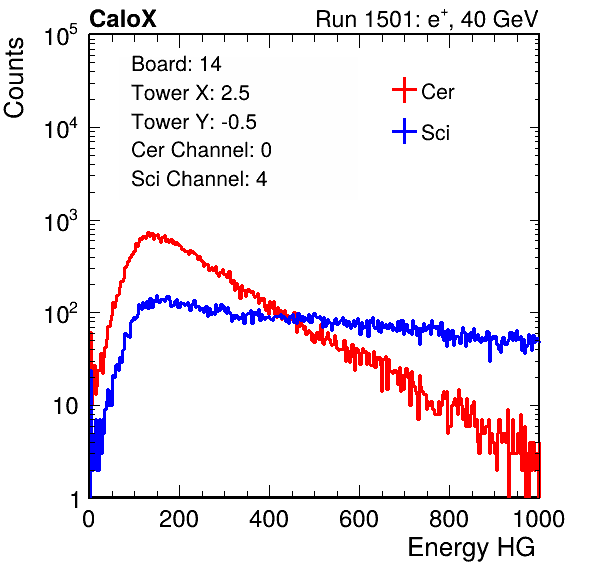 CaloX Run 1501: e⁺, 40 GeV
Counts
Board: 14
Tower X: 2.5
Tower Y: -0.5
Cer Channel: 0
Sci Channel: 4
Cer
Sci
10⁵
10⁴
10³
10²
10
1
0 200 400 600 800 1000
Energy HG